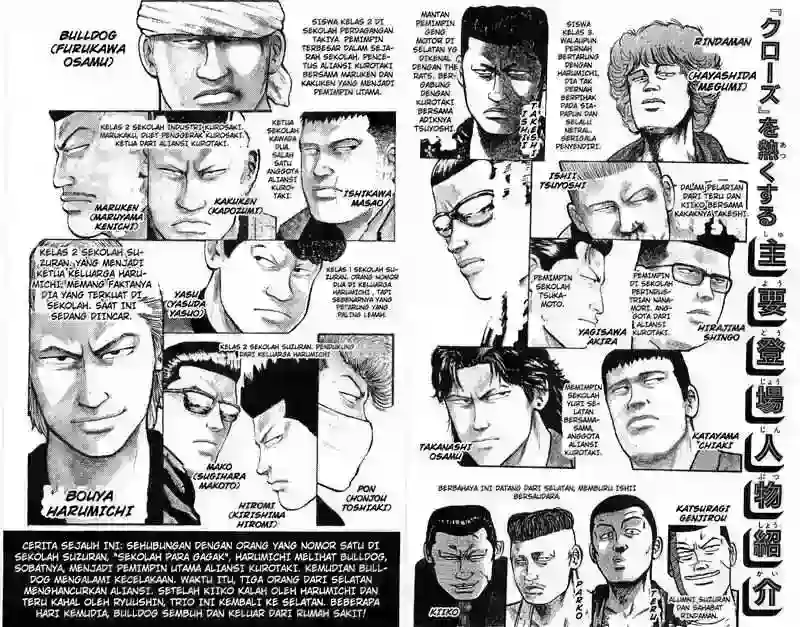 BULLDOG
(FURUKAWA
OSAMU)
SISWA KELAS 2 DI
SEKOLAH PERDAGANGAN
TAKIYA. PEMIMPIN
TERBESAR DALAM SEJA-
RAH SEKOLAH. PENCE-
TUS ALIANSI KUROTAKI
BERSAMA MARUKEN DAN
KAKUKEN YANG MENJADI
PEMIMPIN UTAMA.
KELAS 2 SEKOLAH INDUSTRI KUROSAKI.
MARUKAKU, DUET PENGGERAK KUROSAKI.
KETUA DARI ALIANSI KUROTAKI.
MARUKEN
(MARUYAMA
KENICHI)
KAKUKEN
(KADOZUMI)
KETUA
SEKOLAH
KAWADA
DUA.
SALAH
SATU
ANGGOTA
ALIANSI
KURO-
TAKI.
ISHIKAWA
MASAO
KELAS 2 SEKOLAH SU-
ZURAN. YANG MENJADI
KETUA KELUARGA HARU-
MICHI. MEMANG FAKTANYA
DIA YANG TERKUAT DI
SEKOLAH. SAAT INI
SEDANG DIINCAR.
BOUYA
HARUMICHI
YASU
(YASUDA
YASUO)
KELAS 1 SEKOLAH SU-
ZURAN. ORANG NOMOR
DUA DI KELUARGA
HARUMICHI, TAPI
SEBENARNYA YANG
PETARUNG YANG
PALING LEMAH.
KELAS 2 SEKOLAH SUZURAN. PENDUKUNG
DARI KELUARGA HARUMICHI
MAKO
(SUGIHARA
MAKOTO)
HIROMI
(KIRISHIMA
HIROMI)
PON
(HONJOU
TOSHIAKI)
CERITA SEJAUH INI: SEHUBUNGAN DENGAN ORANG YANG NOMOR SATU DI
SEKOLAH SUZURAN, "SEKOLAH PARA GAGAK", HARUMICHI MELIHAT BULLDOG,
SOBATNYA, MENJADI PEMIMPIN UTAMA ALIANSI KUROTAKI. KEMUDIAN BULL-
DOG MENGALAMI KECELAKAAN. WAKTU ITU, TIGA ORANG DARI SELATAN
MENGHANCURKAN ALIANSI. SETELAH KIIKO KALAH OLEH HARUMICHI DAN
TERU KAHAL OLEH RYUUSHIN, TRIO INI KEMBALI KE SELATAN. BEBERAPA
HARI KEMUDIA, BULLDOG SEMBUH DAN KELUAR DARI RUMAH SAKIT!
MANTAN
PEMIMPIN
GENG
MOTOR DI
SELATAN YG
DIKENAL
DENGAN THE
RATS. BER-
GABUNG
DENGAN
KUROTAKI
BERSAMA
ADIKNYA
TSUYOSHI.
ISHII
TAKESHI
SISWA
KELAS 3.
WALAUPUN
PERNAH
BERTARUNG
DENGAN
HARUMICHI,
DIA TAK
PERNAH
BERPIHAK
PADA SIA-
PAPUN DAN
SELALU
NETRAL.
SERIGALA
PENYENDIRI.
RINDAMAN
(HAYASHIDA
MEGUMI)
ISHII
TSUYOSHI
DALAM PELARIAN
DARI TERU DAN
KIIKO BERSAMA
KAKAKNYA TAKESHI.
PEMIMPIN
SEKOLAH
TSUKA-
MOTO.
YAGISAWA
AKIRA
PEMIMPIN
DI SEKOLAH
PERINDUS-
TRIAN NANA-
MORI. ANG-
GOTA DARI
ALIANSI
KUROTAKI.
HIRAJIMA
SHINGO
TAKANASHI
OSAMU
MEMIMPIN
SEKOLAH
YURI SE-
LATAN
BERSAMA-
SAMA.
ANGGOTA
ALIANSI
KUROTAKI.
KATAYAMA
"CHIAKI
BERBAHAYA INI DATANG DARI SELATAN, MEMBURU ISHII
BERSAUDARA.
KIIKO
PARKO
TERU
KATSURAGI
GENJIROU
ALUMNI SUZURAN
DAN SAHABAT
RINDAMAN.
『クローズ』を熱くする
主要登場人物紹介